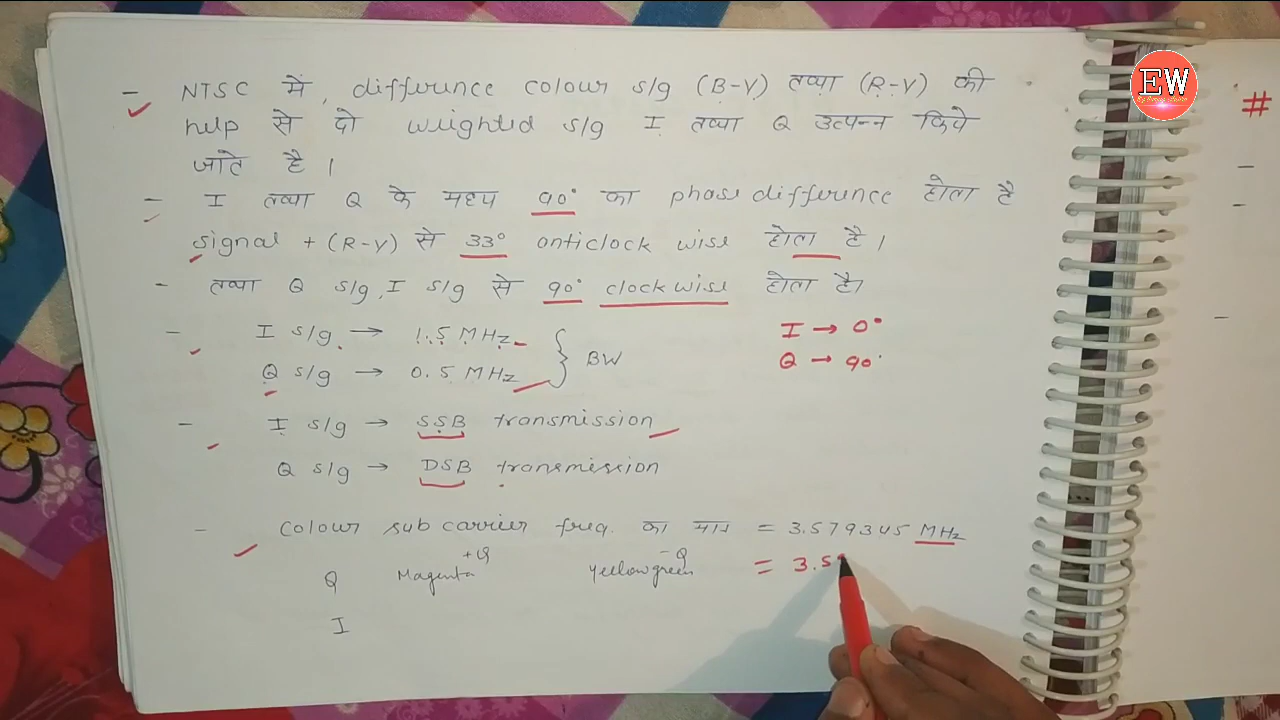 - NTSC में, difference colour s/g (B-Y) तथा (R-Y) की
help से दो weighted s/g I तथा Q उत्पन्न किये
जाते है ।
- I तथा Q के मध्य 90° का phase difference होता है
signal + (R-Y) से 33° anticlock wise होता है ।
- तथा Q s/g, I s/g से 90° clockwise होता है।
- I s/g. → 1.5 MHz
Q s/g → 0.5 MHz } BW
I → 0°
Q → 90°
- I s/g → SSB transmission
Q s/g → DSB transmission
- Colour sub carrier freq. का मान = 3.579345 MHz
= 3.5
Q Magenta +Q Yellow green -Q
I
EW
#